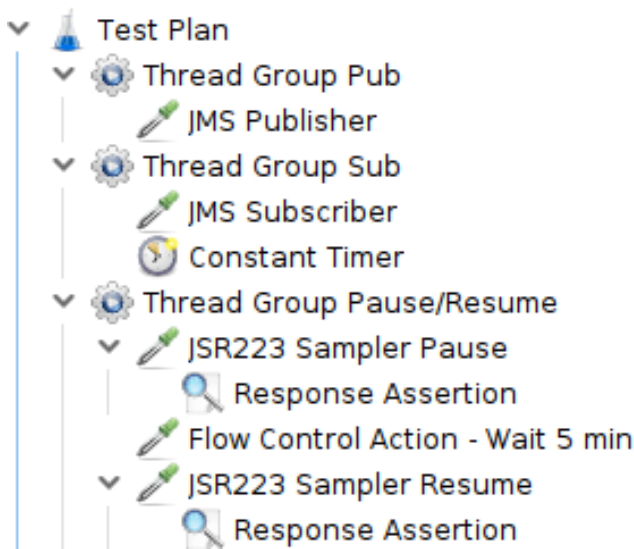 Test Plan
Thread Group Pub
JMS Publisher
Thread Group Sub
JMS Subscriber
Constant Timer
Thread Group Pause/Resume
JSR223 Sampler Pause
Response Assertion
Flow Control Action - Wait 5 min
JSR223 Sampler Resume
Response Assertion